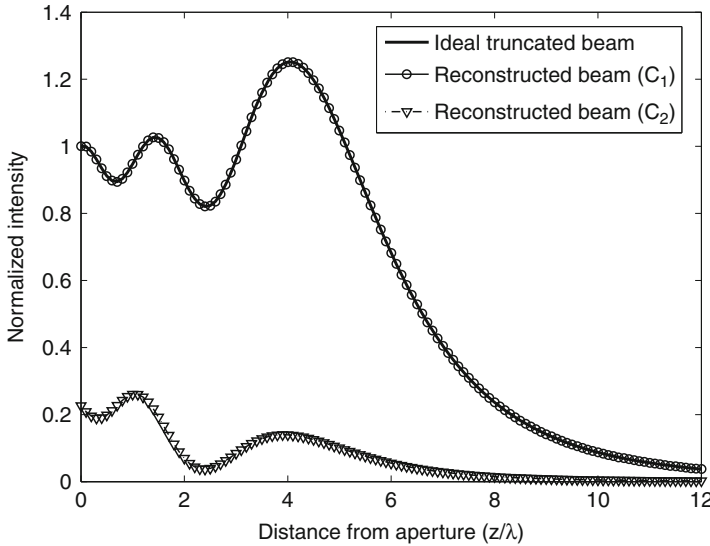 1.4
1.2
1
0.8
0.6
0.4
0.2
0
Normalized intensity
Ideal truncated beam
Reconstructed beam (C₁)
Reconstructed beam (C₂)
0 2 4 6 8 10 12
Distance from aperture (z/λ)